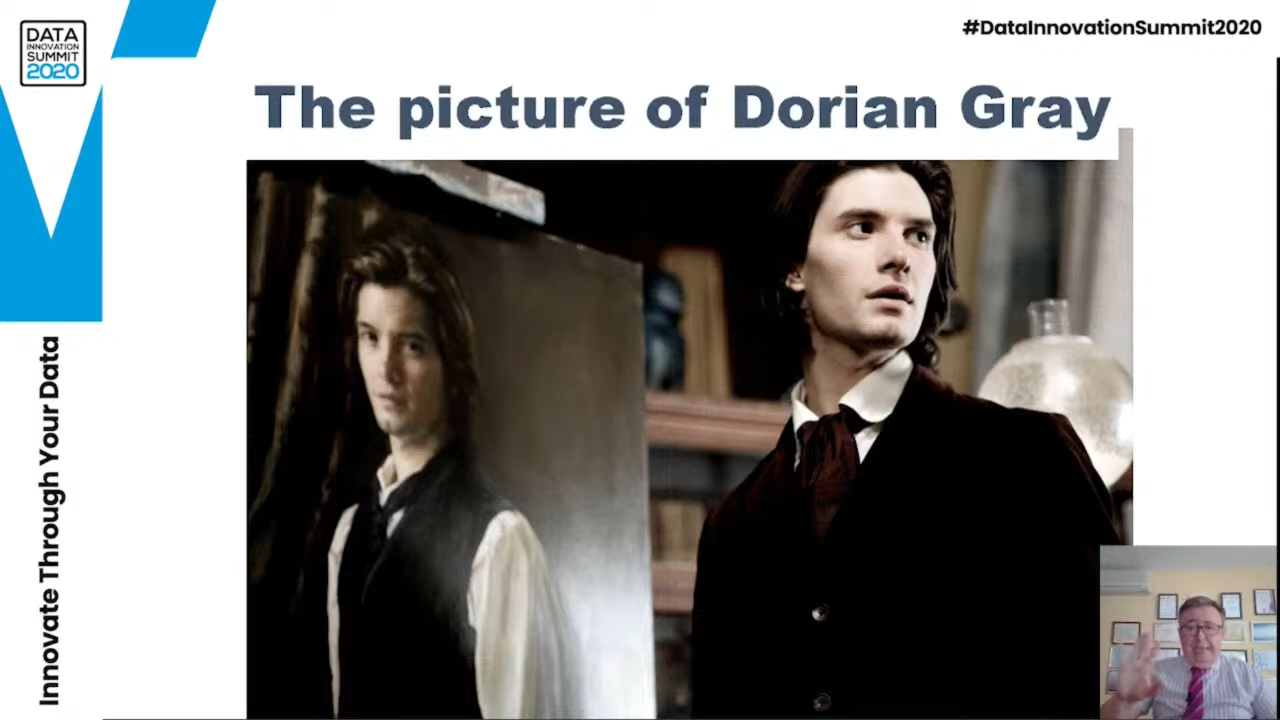 DATA
INNOVATION
SUMMIT
2020
#DataInnovationSummit2020
The picture of Dorian Gray
Innovate Through Your Data